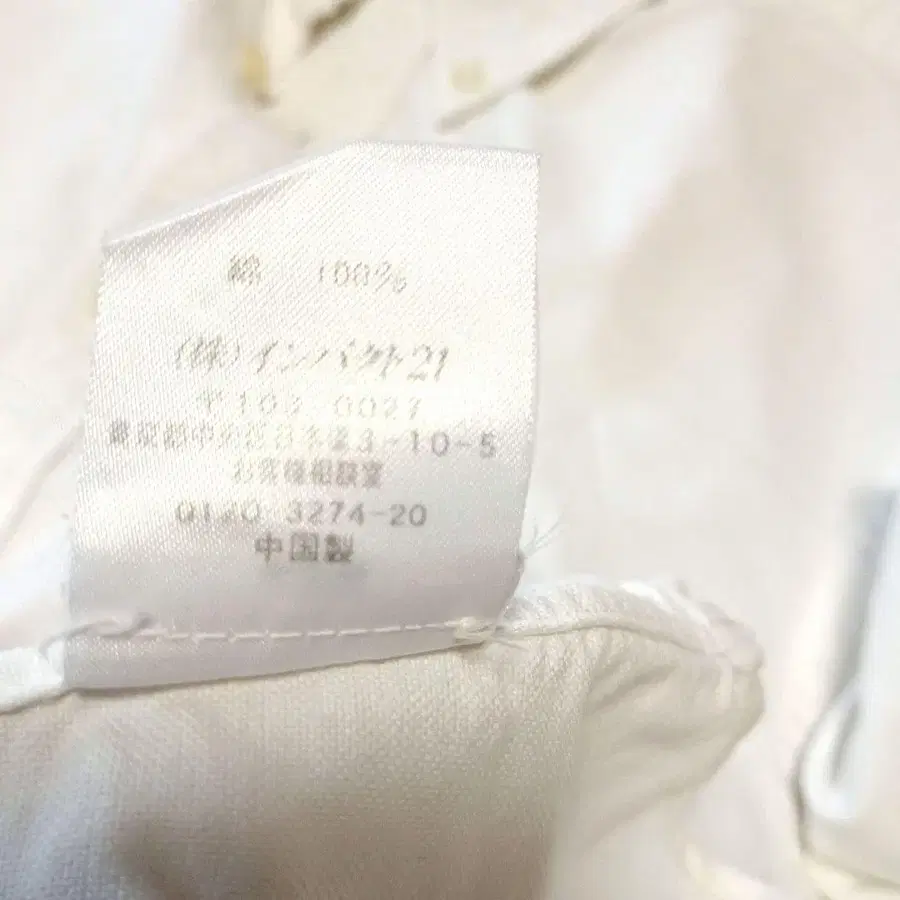 綿 100%
(株)インパクト21
〒103 0027
東京都中央区日本橋3-10-5
お客様相談室
0120 3274-20
中国製